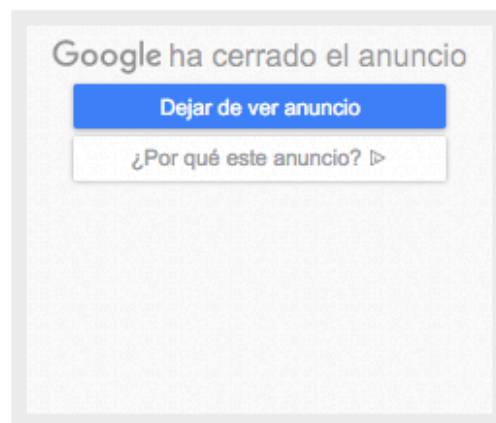 Google ha cerrado el anuncio
Dejar de ver anuncio
¿Por qué este anuncio?